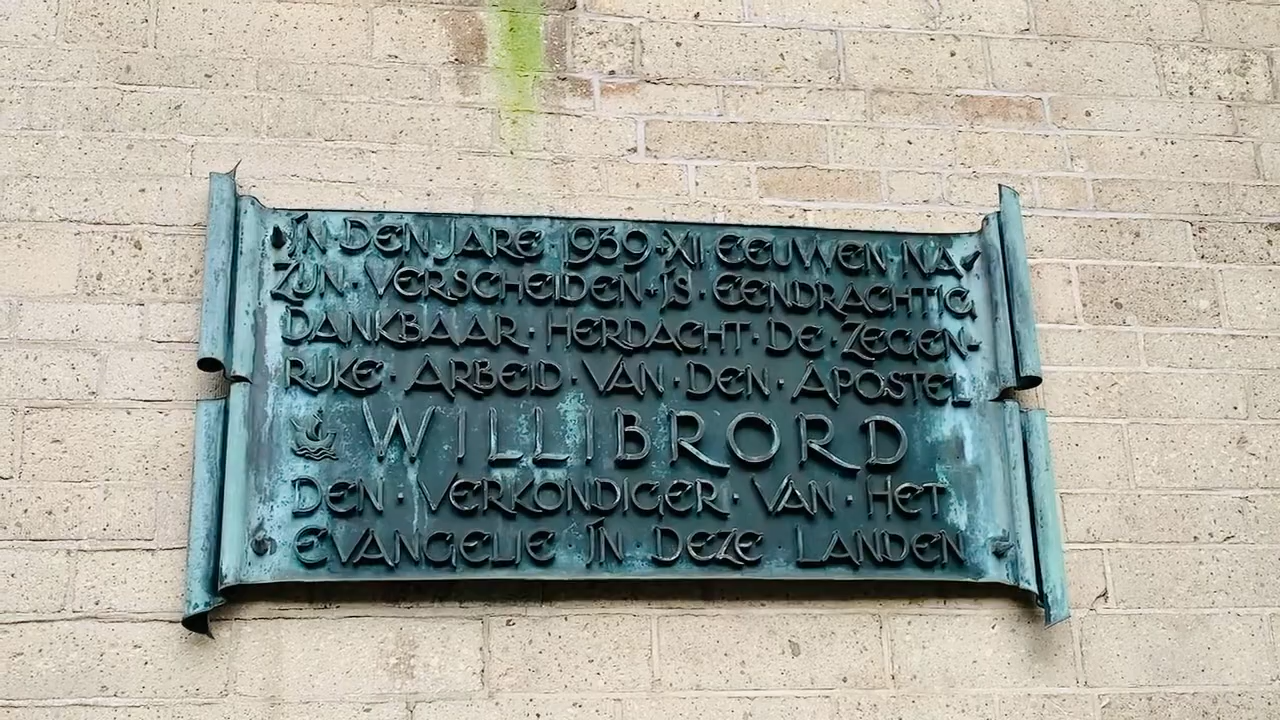 IN DEN JARE 1939·XII EEUWEN NA
ZIJN·VERSCHEIDEN·IS·EENDRACHTIG
DANKBAAR·HERDACHT·DE·ZEGEN-
RIJKE·ARBEID·VAN·DEN·APOSTEL
WILLIBRORD
DEN·VERKONDIGER·VAN·HET
EVANGELIE IN DEZE LANDEN